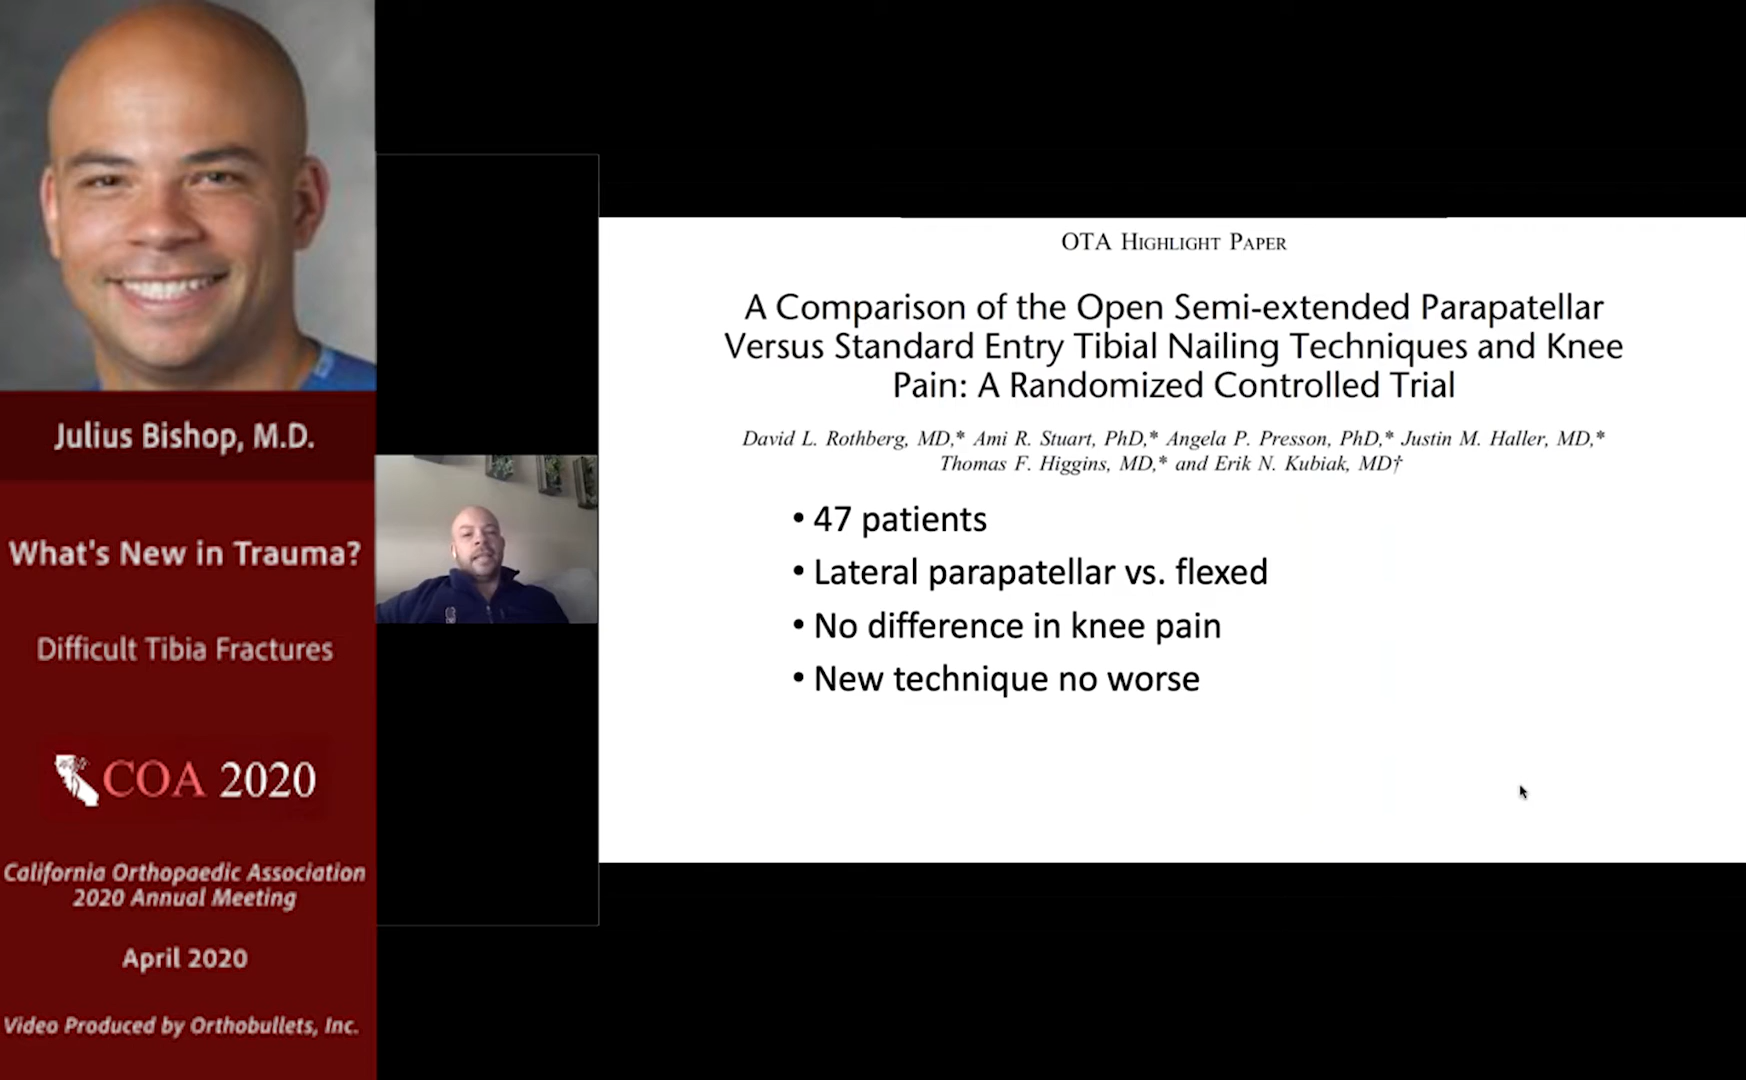 Julius Bishop, M.D.
What's New in Trauma?
Difficult Tibia Fractures
COA 2020
California Orthopaedic Association
2020 Annual Meeting
April 2020
Video Produced by Orthobullets, Inc.
OTA HIGHLIGHT PAPER
A Comparison of the Open Semi-extended Parapatellar
Versus Standard Entry Tibial Nailing Techniques and Knee
Pain: A Randomized Controlled Trial
David L. Rothberg, MD,* Ami R. Stuart, PhD,* Angela P. Presson, PhD,* Justin M. Haller, MD,*
Thomas F. Higgins, MD,* and Erik N. Kubiak, MD†
• 47 patients
• Lateral parapatellar vs. flexed
• No difference in knee pain
• New technique no worse